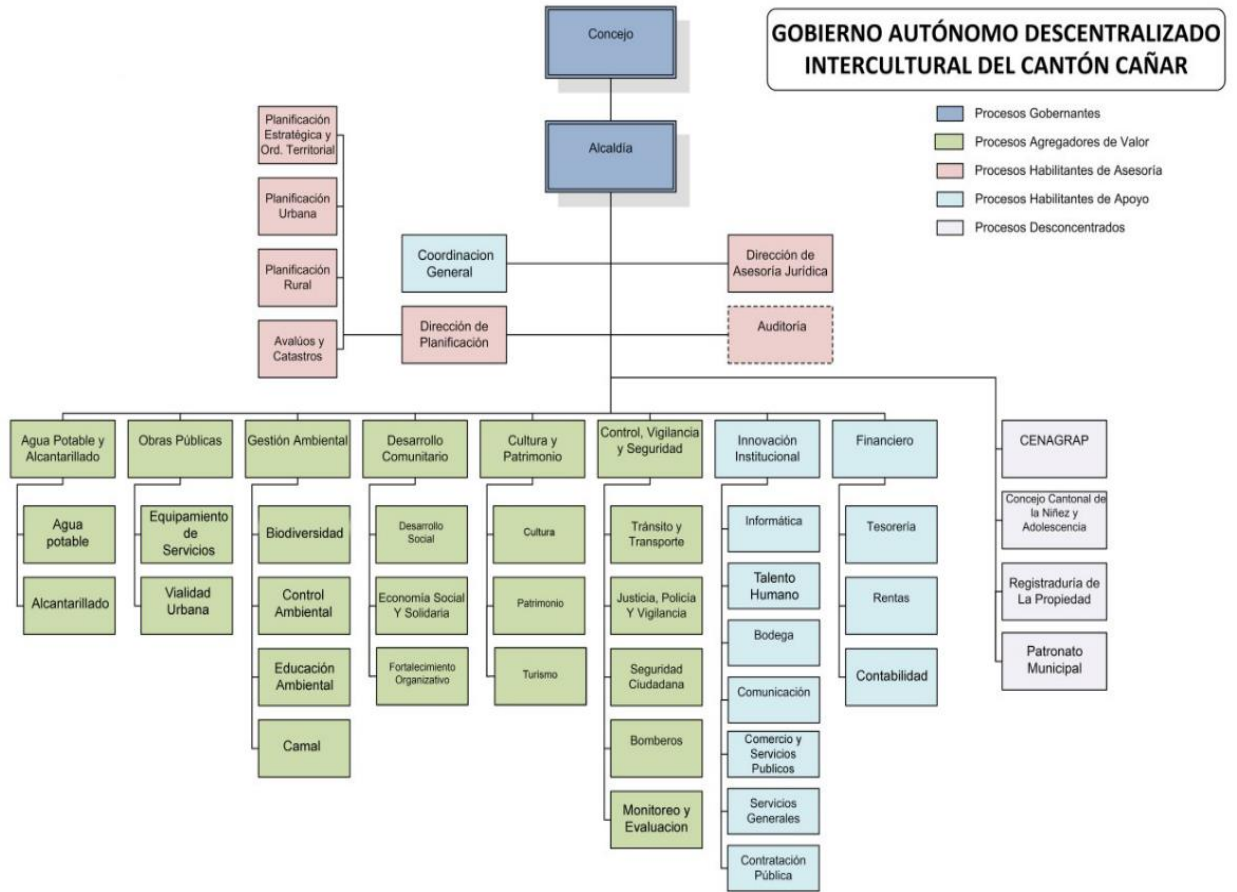 Concejo
GOBIERNO AUTÓNOMO DESCENTRALIZADO
INTERCULTURAL DEL CANTÓN CAÑAR
Procesos Gobernantes
Procesos Agregadores de Valor
Procesos Habilitantes de Asesoría
Procesos Habilitantes de Apoyo
Procesos Desconcentrados
Alcaldía
Planificación
Estratégica y
Ord. Territorial
Planificación
Urbana
Planificación
Rural
Avalúos y
Catastros
Coordinacion
General
Dirección de
Asesoría Jurídica
Dirección de
Planificación
Auditoría
Agua Potable y
Alcantarillado
Agua
potable
Alcantarillado
Obras Públicas
Equipamiento
de
Servicios
Vialidad
Urbana
Gestión Ambiental
Biodiversidad
Control
Ambiental
Educación
Ambiental
Camal
Desarrollo
Comunitario
Desarrollo
Social
Economía Social
Y Solidaria
Fortalecimiento
Organizativo
Cultura y
Patrimonio
Cultura
Patrimonio
Turismo
Control, Vigilancia
y Seguridad
Tránsito y
Transporte
Justicia, Policía
Y Vigilancia
Seguridad
Ciudadana
Bomberos
Monitoreo y
Evaluacion
Innovación
Institucional
Informática
Talento
Humano
Bodega
Comunicación
Comercio y
Servicios
Publicos
Servicios
Generales
Contratación
Pública
Financiero
Tesorería
Rentas
Contabilidad
CENAGRAP
Concejo Cantonal de
la Niñez y
Adolescencia
Registraduría de
La Propiedad
Patronato
Municipal